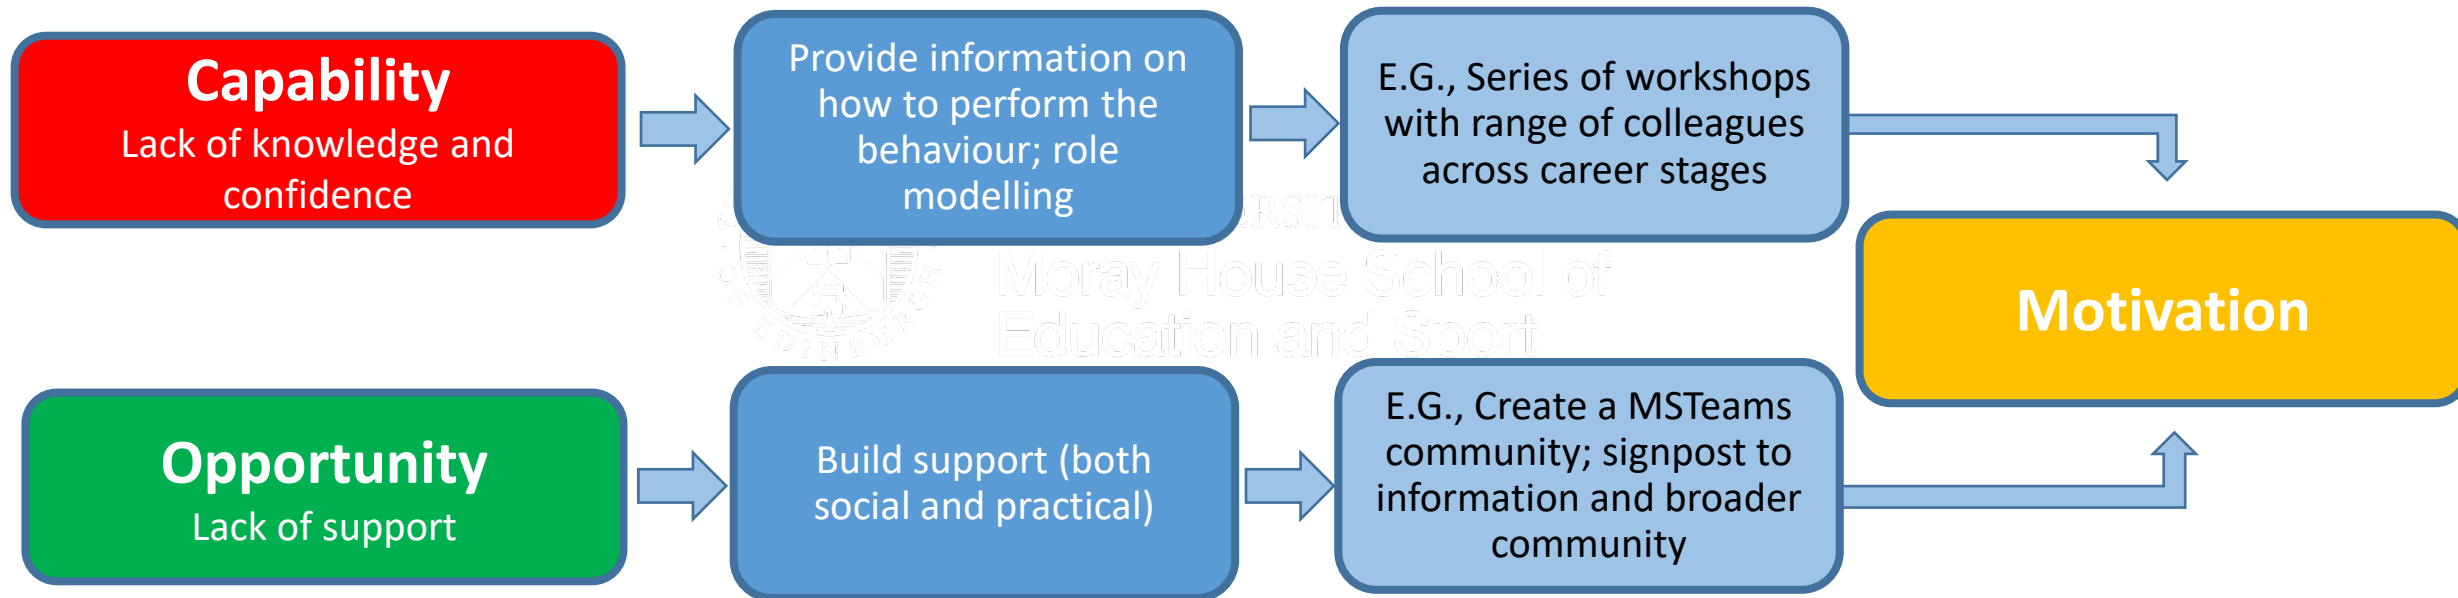 Capability
Lack of knowledge and
confidence
Provide information on
how to perform the
behaviour; role
modelling
E.G., Series of workshops
with range of colleagues
across career stages
Motivation
Moray House School of
Education and Sport
EDINBURGH
Opportunity
Lack of support
Build support (both
social and practical)
E.G., Create a MSTeams
community; signpost to
information and broader
community